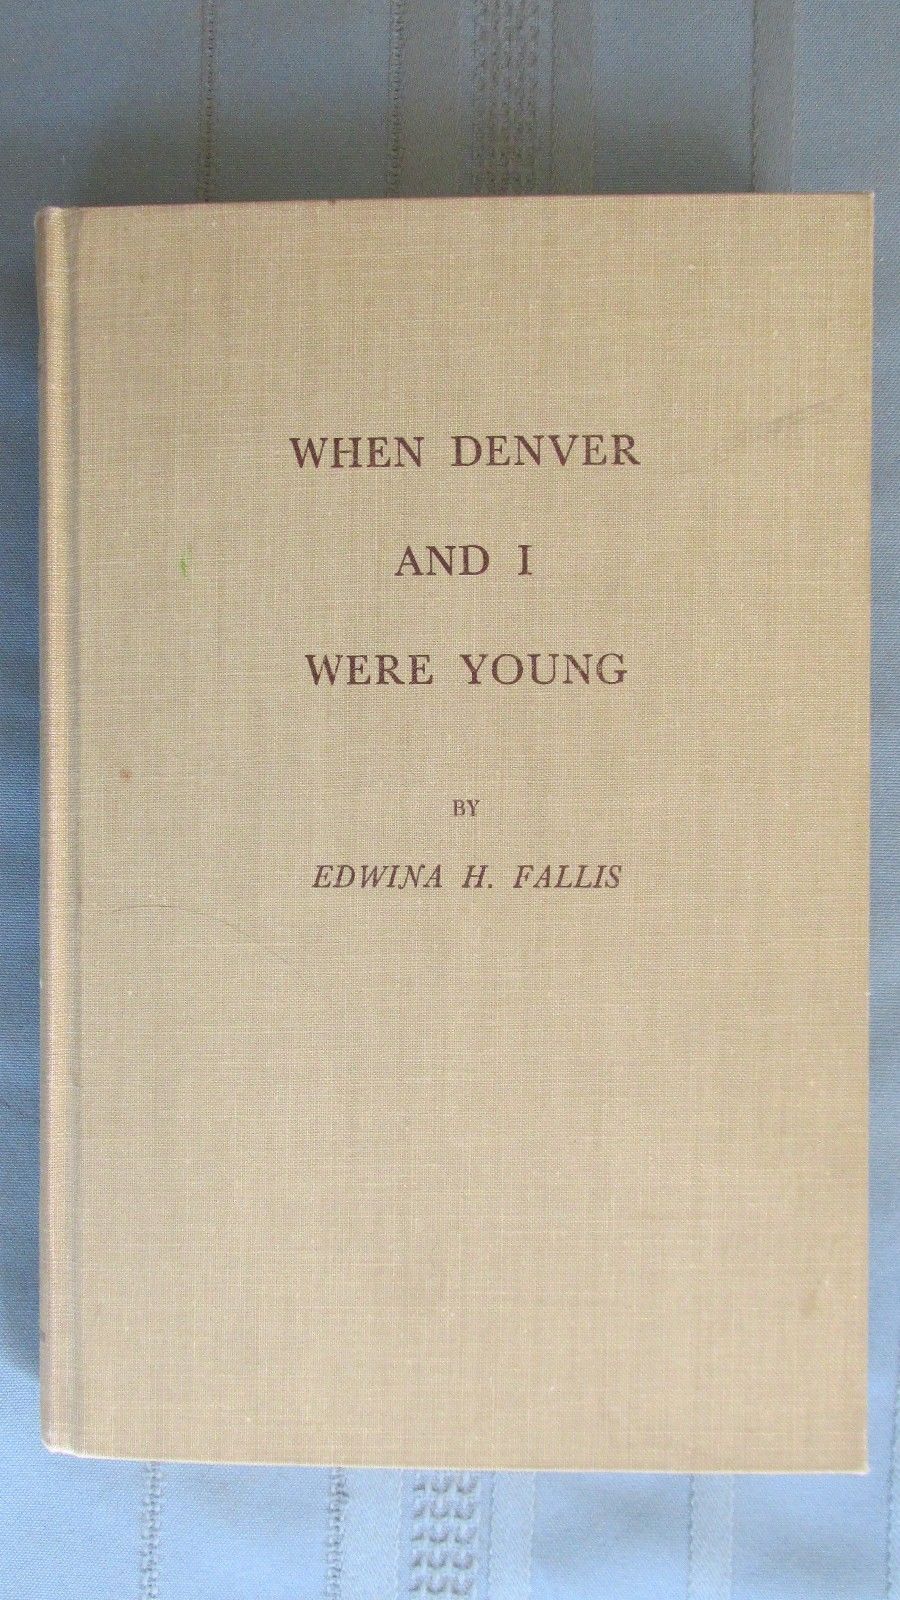 WHEN DENVER
AND I
WERE YOUNG
BY
EDWINA H. FALLIS